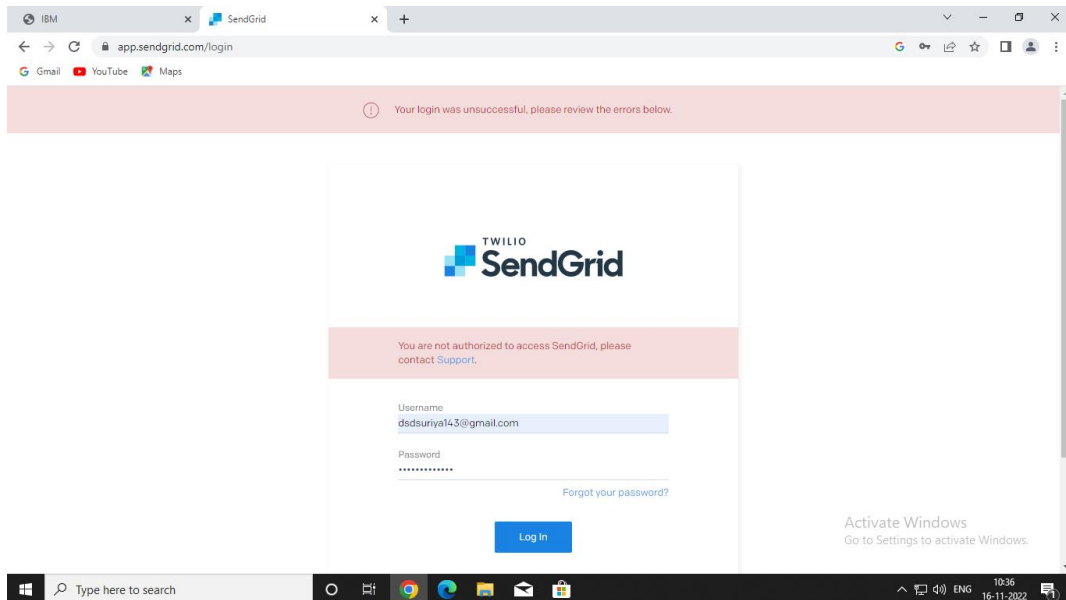 IBM
SendGrid
app.sendgrid.com/login
Gmail
YouTube
Maps
Your login was unsuccessful, please review the errors below.
TWILIO
SendGrid
You are not authorized to access SendGrid, please
contact Support.
Username
dsdsuriya143@gmail.com
Password
Forgot your password?
Log In
Activate Windows
Go to Settings to activate Windows.
Type here to search
ENG
10:36
16-11-2022